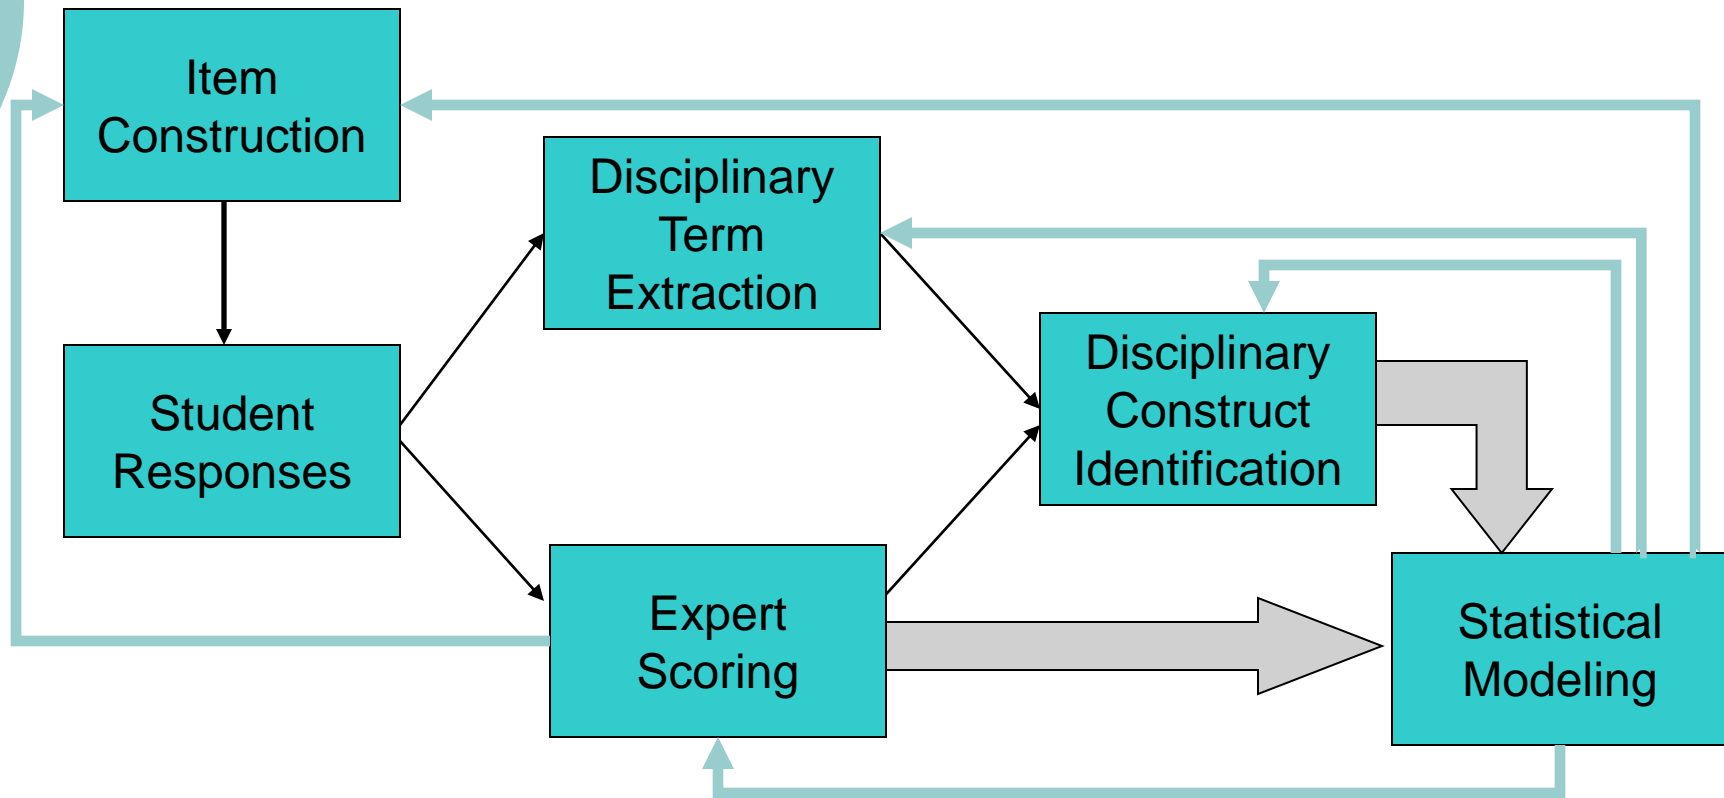 Item
Construction
Disciplinary
Term
Extraction
Disciplinary
Construct
Identification
Student
Responses
Expert
Scoring
Statistical
Modeling